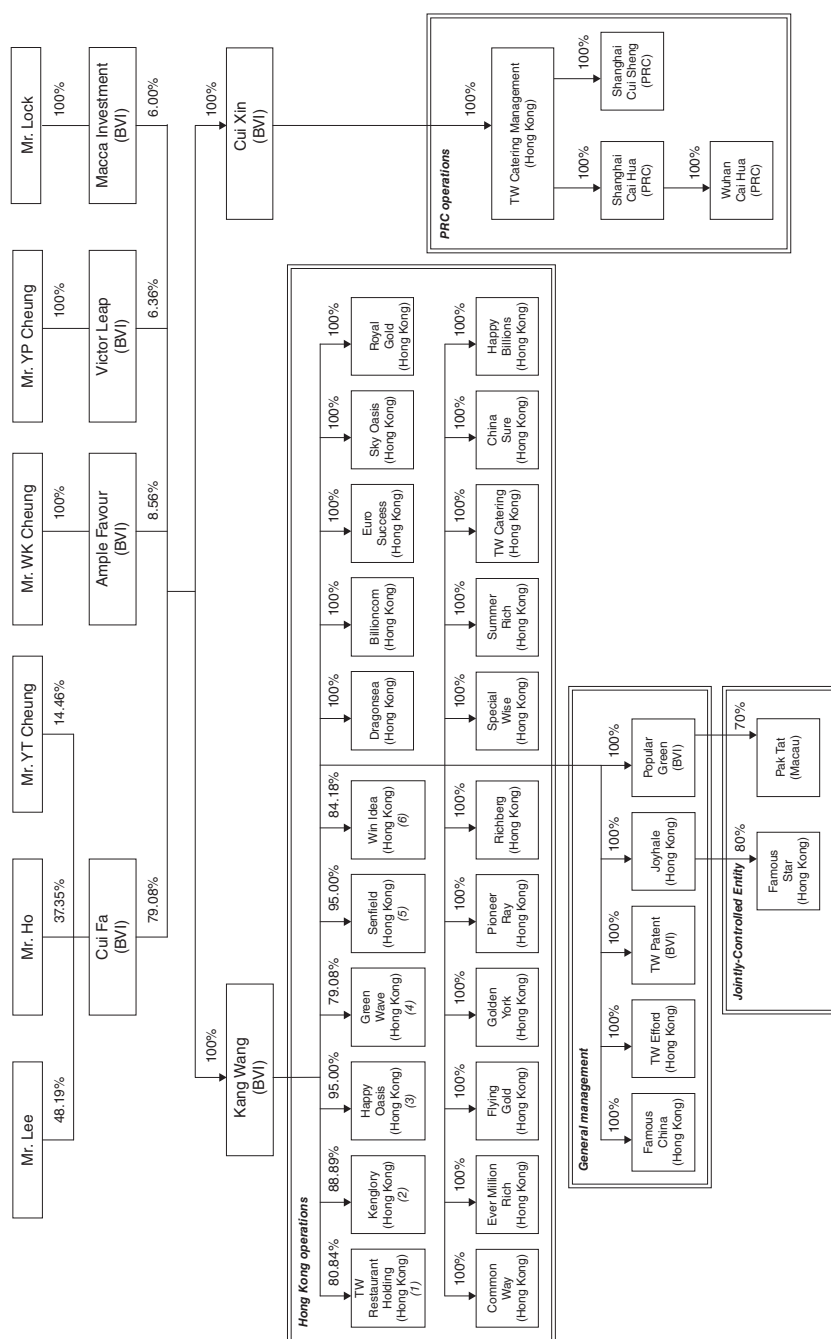 Mr. Lee
Mr. Ho
Mr. YT Cheung
Mr. WK Cheung
Mr. YP Cheung
Mr. Lock
48.19%
37.35%
14.46%
100%
100%
100%
Cui Fa
(BVI)
Ample Favour
(BVI)
Victor Leap
(BVI)
Macca Investment
(BVI)
79.08%
8.56%
6.36%
6.00%
100%
100%
Kang Wang
(BVI)
Cui Xin
(BVI)
Hong Kong operations
80.84%
88.89%
95.00%
79.08%
95.00%
84.18%
100%
100%
100%
100%
100%
TW
Restaurant
Holding
(Hong Kong)
(1)
Kenglory
(Hong Kong)
(2)
Happy
Oasis
(Hong Kong)
(3)
Green
Wave
(Hong Kong)
(4)
Senfield
(Hong Kong)
(5)
Win Idea
(Hong Kong)
(6)
Dragonsea
(Hong Kong)
Billioncom
(Hong Kong)
Euro
Success
(Hong Kong)
Sky Oasis
(Hong Kong)
Royal
Gold
(Hong Kong)
100%
100%
100%
100%
100%
100%
100%
100%
100%
100%
100%
Common
Way
(Hong Kong)
Ever Million
Rich
(Hong Kong)
Flying
Gold
(Hong Kong)
Golden
York
(Hong Kong)
Pioneer
Ray
(Hong Kong)
Richberg
(Hong Kong)
Special
Wise
(Hong Kong)
Summer
Rich
(Hong Kong)
TW Catering
(Hong Kong)
China
Sure
(Hong Kong)
Happy
Billions
(Hong Kong)
PRC operations
100%
TW Catering Management
(Hong Kong)
100%
100%
Shanghai
Cai Hua
(PRC)
Shanghai
Cui Sheng
(PRC)
100%
Wuhan
Cai Hua
(PRC)
General management
100%
100%
100%
100%
100%
Famous
China
(Hong Kong)
TW Efford
(Hong Kong)
TW Patent
(BVI)
Joyhale
(Hong Kong)
Popular
Green
(BVI)
Jointly-Controlled Entity
80%
70%
Famous
Star
(Hong Kong)
Pak Tat
(Macau)